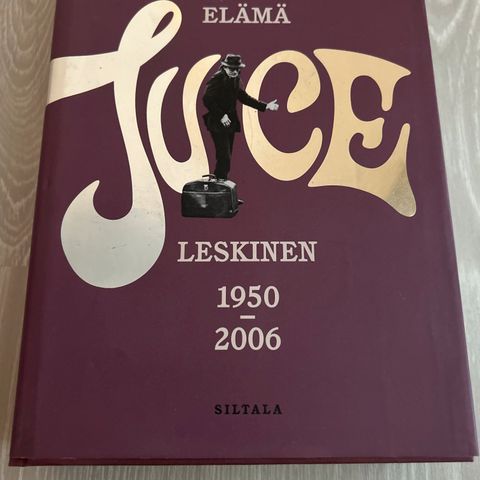 ELÄMÄ
JUICE
LESKINEN
1950
–
2006
SILTALA